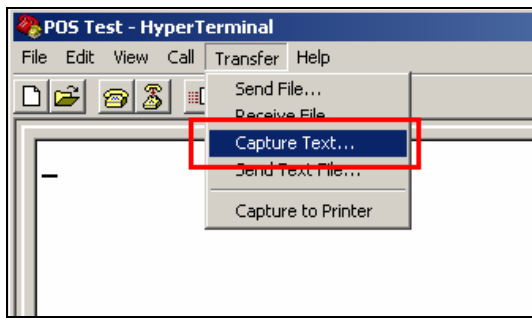 POS Test - HyperTerminal
File Edit View Call Transfer Help
Send File...
Receive File
Capture Text...
Send Text File...
Capture to Printer